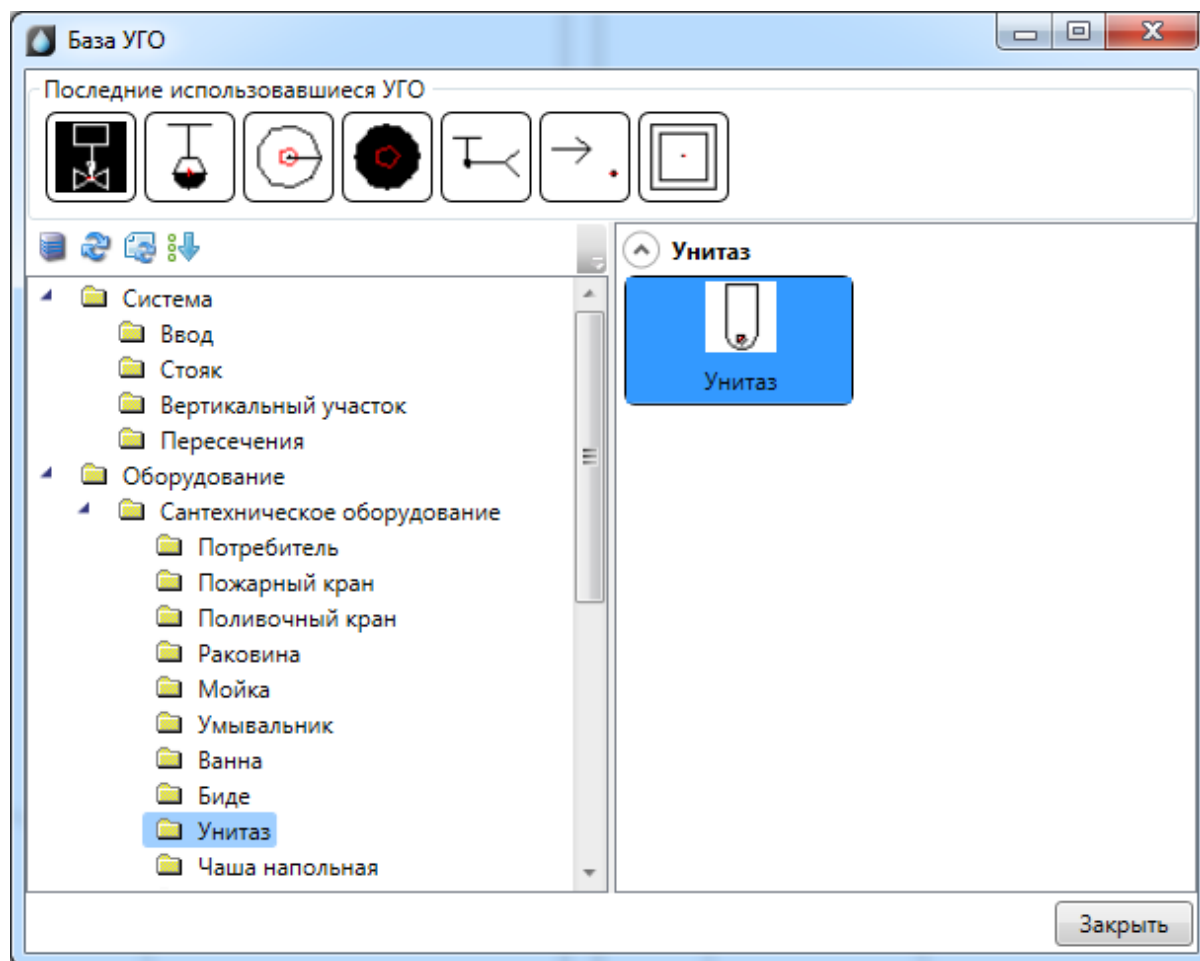 База УГО
Последние использовавшиеся УГО
Система
Ввод
Стояк
Вертикальный участок
Пересечения
Оборудование
Сантехническое оборудование
Потребитель
Пожарный кран
Поливочный кран
Раковина
Мойка
Умывальник
Ванна
Биде
Унитаз
Чаша напольная
Унитаз
Унитаз
Закрыть